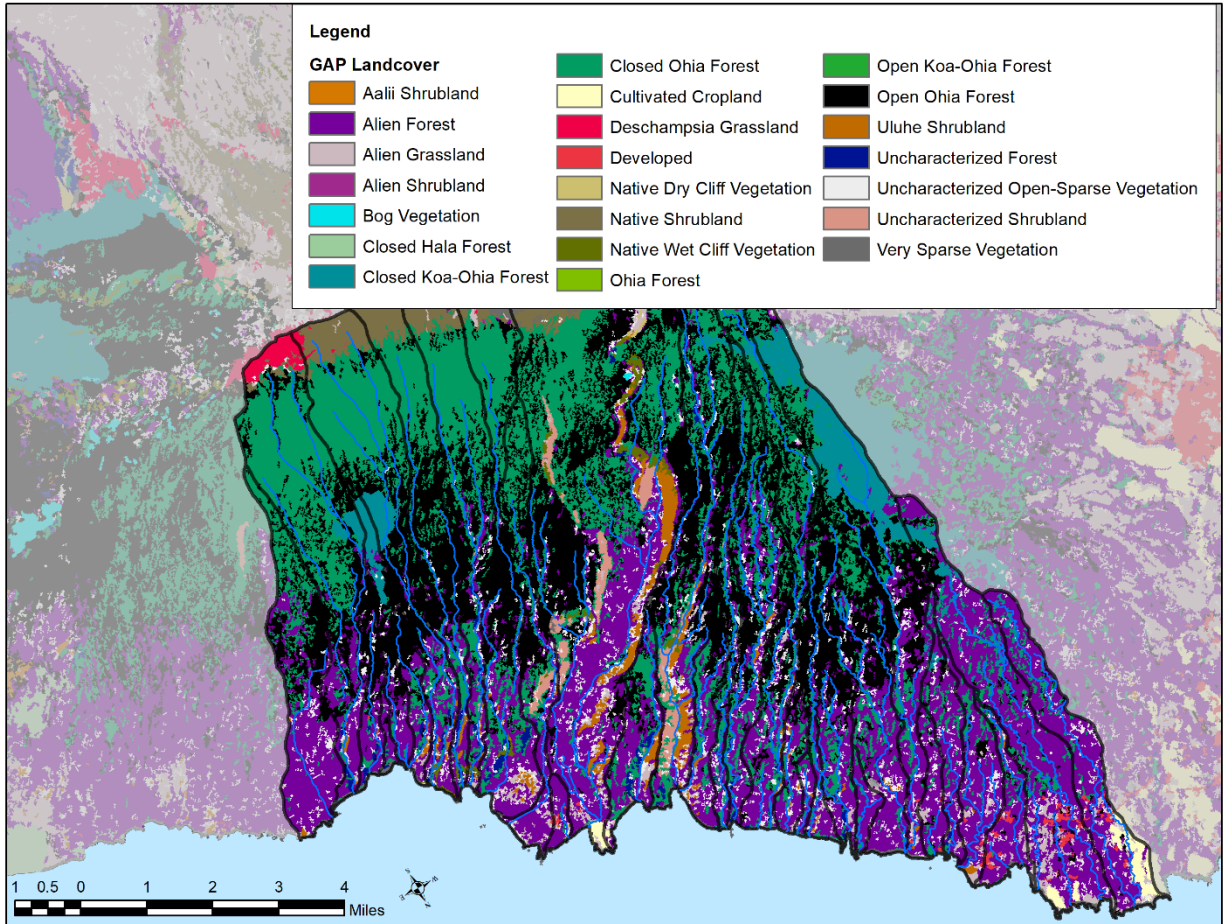 Legend
GAP Landcover
Aalii Shrubland
Alien Forest
Alien Grassland
Alien Shrubland
Bog Vegetation
Closed Hala Forest
Closed Koa-Ohia Forest
Closed Ohia Forest
Cultivated Cropland
Deschampsia Grassland
Developed
Native Dry Cliff Vegetation
Native Shrubland
Native Wet Cliff Vegetation
Ohia Forest
Open Koa-Ohia Forest
Open Ohia Forest
Uluhe Shrubland
Uncharacterized Forest
Uncharacterized Open-Sparse Vegetation
Uncharacterized Shrubland
Very Sparse Vegetation
1 0.5 0 1 2 3 4
Miles